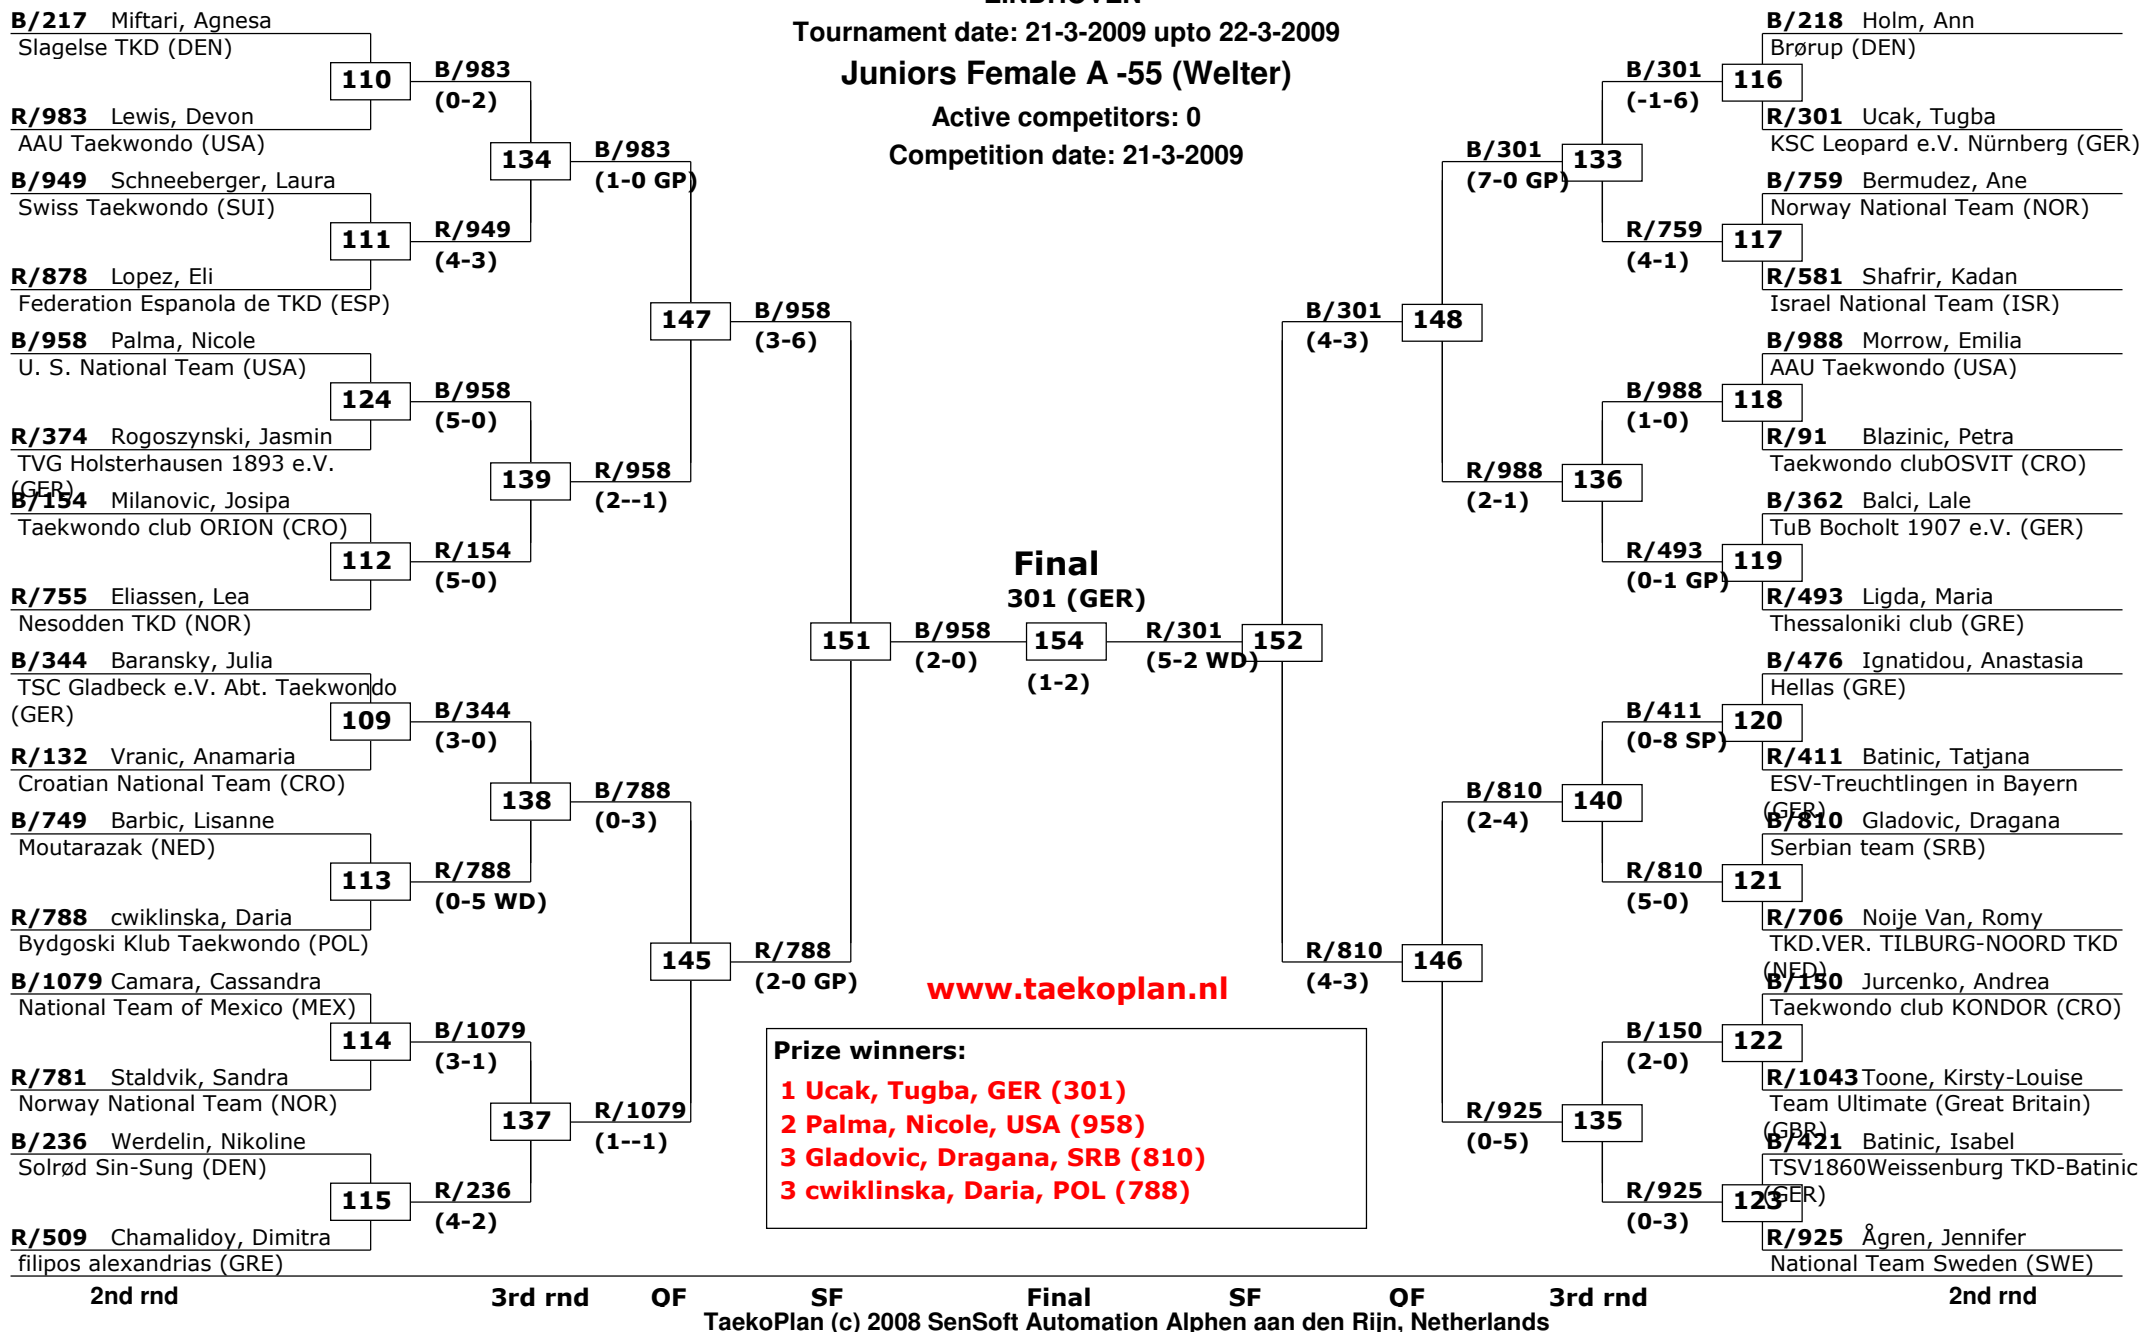 EINDHOVEN
Tournament date: 21-3-2009 upto 22-3-2009
Juniors Female A -55 (Welter)
Active competitors: 0
Competition date: 21-3-2009
B/217 Miftari, Agnesa
Slagelse TKD (DEN)
110
B/983
(0-2)
R/983 Lewis, Devon
AAU Taekwondo (USA)
134
B/983
(1-0 GP)
B/949 Schneeberger, Laura
Swiss Taekwondo (SUI)
111
R/949
(4-3)
R/878 Lopez, Eli
Federation Espanola de TKD (ESP)
147
B/958
(3-6)
B/958 Palma, Nicole
U. S. National Team (USA)
124
B/958
(5-0)
R/374 Rogoszynski, Jasmin
TVG Holsterhausen 1893 e.V.
(GER)
139
R/958
(2--1)
B/154 Milanovic, Josipa
Taekwondo club ORION (CRO)
112
R/154
(5-0)
R/755 Eliassen, Lea
Nesodden TKD (NOR)
151
B/958
(2-0)
B/344 Baransky, Julia
TSC Gladbeck e.V. Abt. Taekwondo
(GER)
109
B/344
(3-0)
R/132 Vranic, Anamaria
Croatian National Team (CRO)
138
B/788
(0-3)
B/749 Barbic, Lisanne
Moutarazak (NED)
113
R/788
(0-5 WD)
R/788 cwiklinska, Daria
Bydgoski Klub Taekwondo (POL)
145
R/788
(2-0 GP)
B/1079 Camara, Cassandra
National Team of Mexico (MEX)
114
B/1079
(3-1)
R/781 Staldvik, Sandra
Norway National Team (NOR)
137
R/1079
(1--1)
B/236 Werdelin, Nikoline
Solrød Sin-Sung (DEN)
115
R/236
(4-2)
R/509 Chamalidoy, Dimitra
filipos alexandrias (GRE)
Final
301 (GER)
154
(1-2)
B/218 Holm, Ann
Brørup (DEN)
116
B/301
(-1-6)
R/301 Ucak, Tugba
KSC Leopard e.V. Nürnberg (GER)
133
B/301
(7-0 GP)
B/759 Bermudez, Ane
Norway National Team (NOR)
117
R/759
(4-1)
R/581 Shafrir, Kadan
Israel National Team (ISR)
148
B/301
(4-3)
B/988 Morrow, Emilia
AAU Taekwondo (USA)
118
B/988
(1-0)
R/91 Blazinic, Petra
Taekwondo clubOSVIT (CRO)
136
R/988
(2-1)
B/362 Balci, Lale
TuB Bocholt 1907 e.V. (GER)
119
R/493
(0-1 GP)
R/493 Ligda, Maria
Thessaloniki club (GRE)
152
R/301
(5-2 WD)
B/476 Ignatidou, Anastasia
Hellas (GRE)
120
B/411
(0-8 SP)
R/411 Batinic, Tatjana
ESV-Treuchtlingen in Bayern
(GER)
140
B/810
(2-4)
B/810 Gladovic, Dragana
Serbian team (SRB)
121
R/810
(5-0)
R/706 Noije Van, Romy
TKD.VER. TILBURG-NOORD TKD
(NED)
146
R/810
(4-3)
B/150 Jurcenko, Andrea
Taekwondo club KONDOR (CRO)
122
B/150
(2-0)
R/1043 Toone, Kirsty-Louise
Team Ultimate (Great Britain)
(GBR)
135
R/925
(0-5)
B/421 Batinic, Isabel
TSV1860Weissenburg TKD-Batinic
(GER)
123
R/925
(0-3)
R/925 Ågren, Jennifer
National Team Sweden (SWE)
www.taekoplan.nl
Prize winners:
1 Ucak, Tugba, GER (301)
2 Palma, Nicole, USA (958)
3 Gladovic, Dragana, SRB (810)
3 cwiklinska, Daria, POL (788)
2nd rnd 3rd rnd QF SF Final SF QF 3rd rnd 2nd rnd
TaekoPlan (c) 2008 SenSoft Automation Alphen aan den Rijn, Netherlands